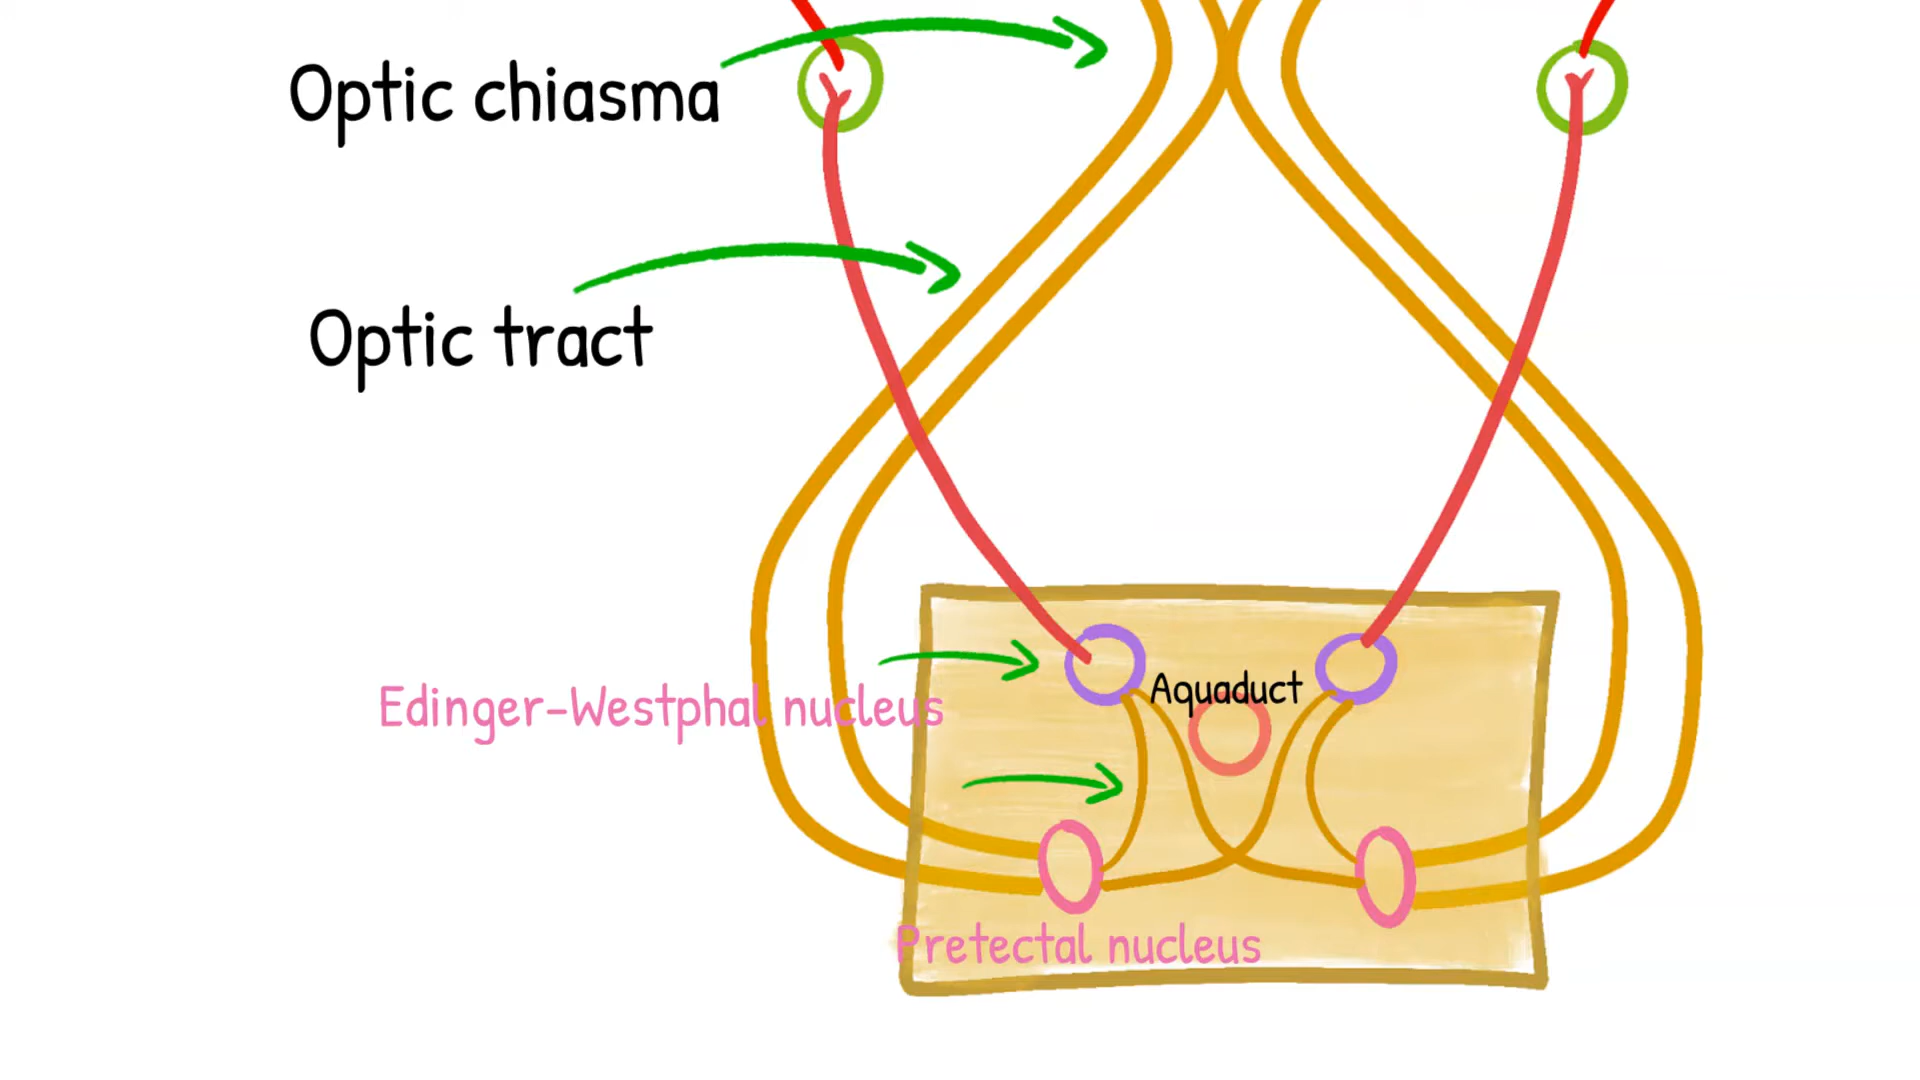 Optic chiasma
Optic tract
Edinger-Westphal nucleus
Aquaduct
Pretectal nucleus